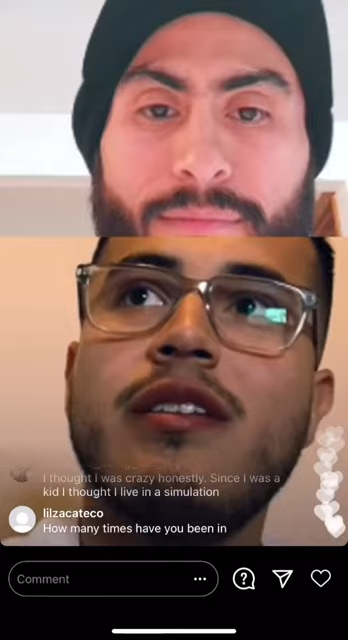 I thought I was crazy honestly. Since I was a
kid I thought I live in a simulation
lilzacateco
How many times have you been in
Comment